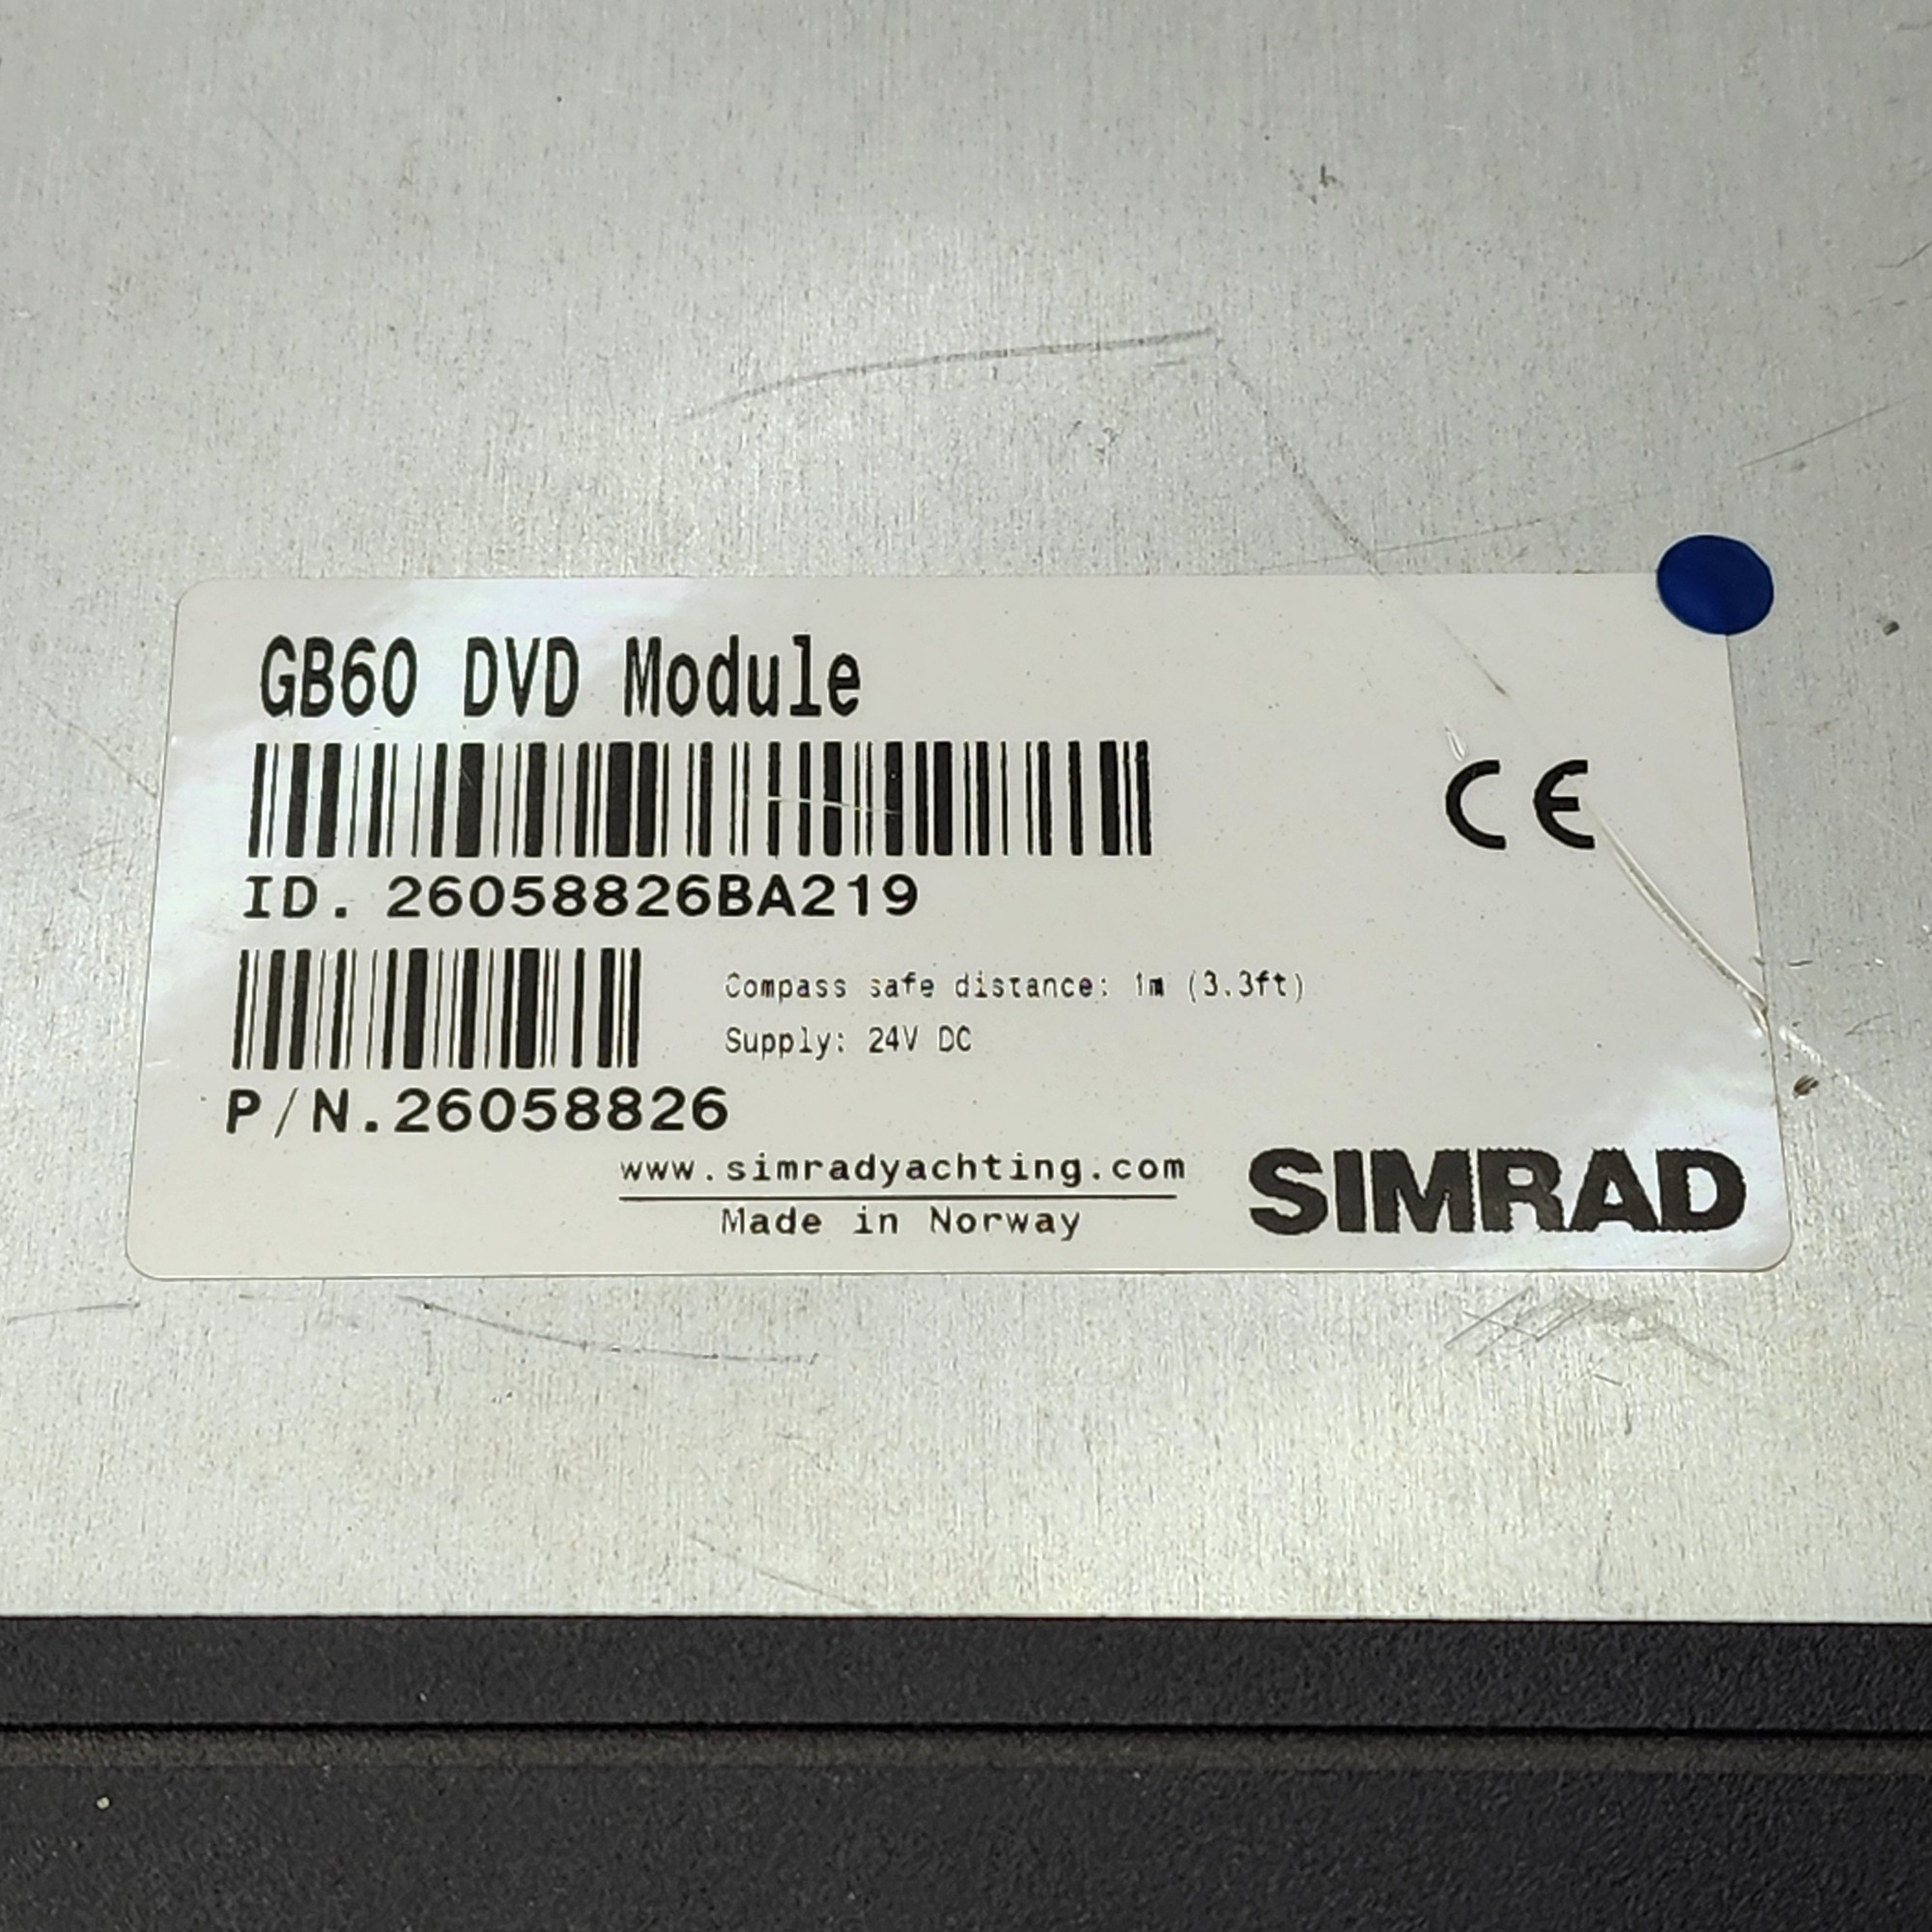 GB60 DVD Module
CE
ID. 26058826BA219
Compass safe distance: 1m (3.3ft)
Supply: 24V DC
P/N.26058826
www.simradyachting.com
Made in Norway
SIMRAD